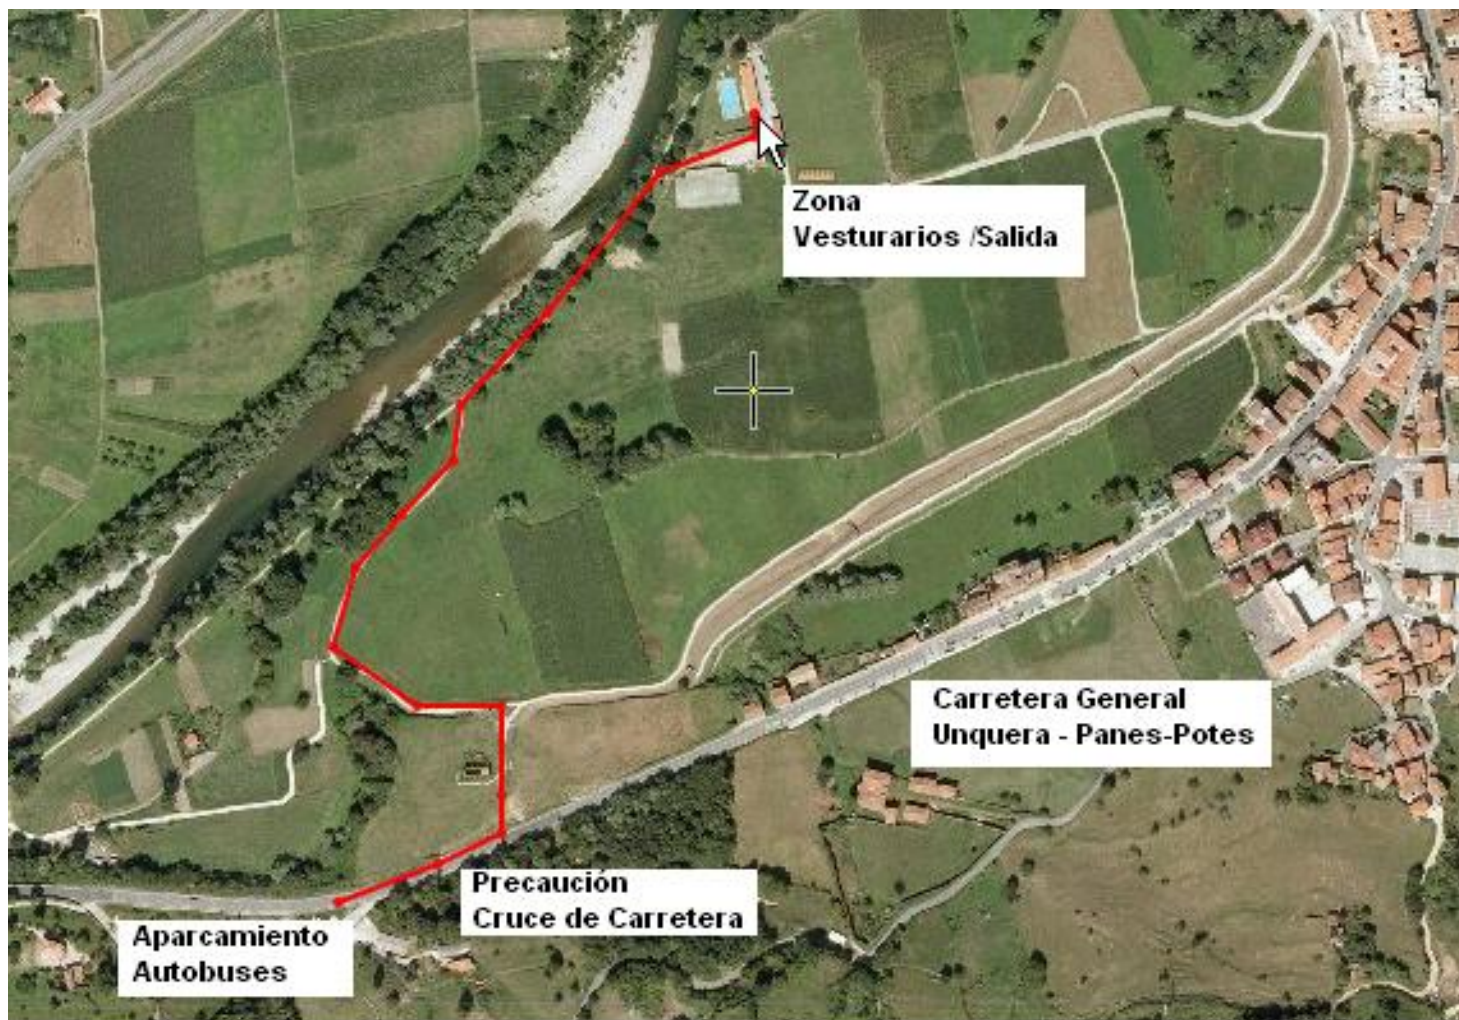 Zona
Vesturarios /Salida
Carretera General
Unquera - Panes-Potes
Precaución
Cruce de Carretera
Aparcamiento
Autobuses